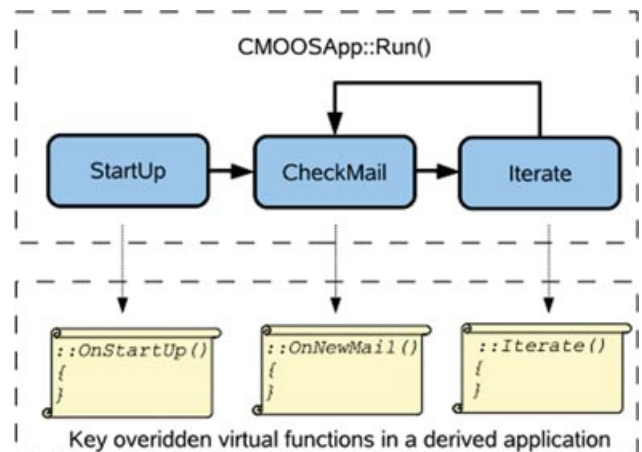 CMOOSApp::Run()
StartUp
CheckMail
Iterate
::OnStartUp()
{
}
::OnNewMail()
{
}
::Iterate()
{
}
Key overidden virtual functions in a derived application